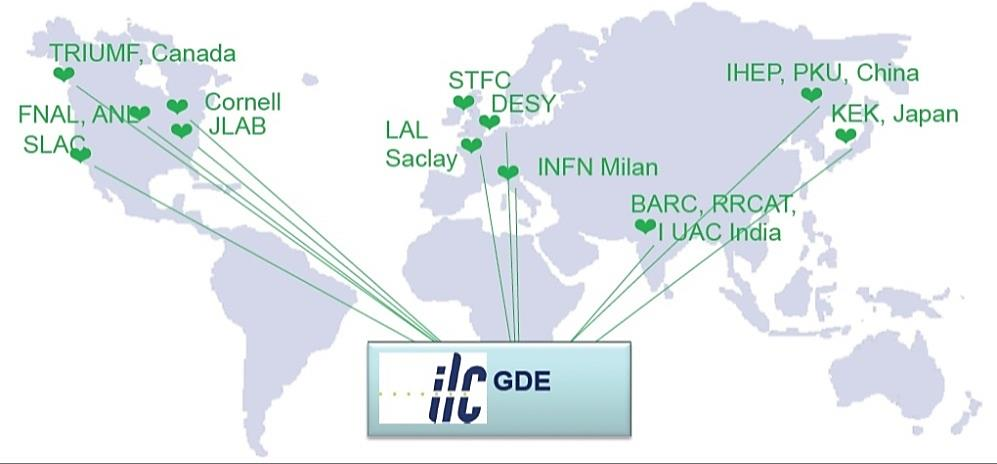 TRIUMF, Canada
FNAL, ANL
SLAC
Cornell
JLAB
STFC
DESY
LAL
Saclay
INFN Milan
IHEP, PKU, China
KEK, Japan
BARC, RRCAT,
I UAC India
ilc GDE